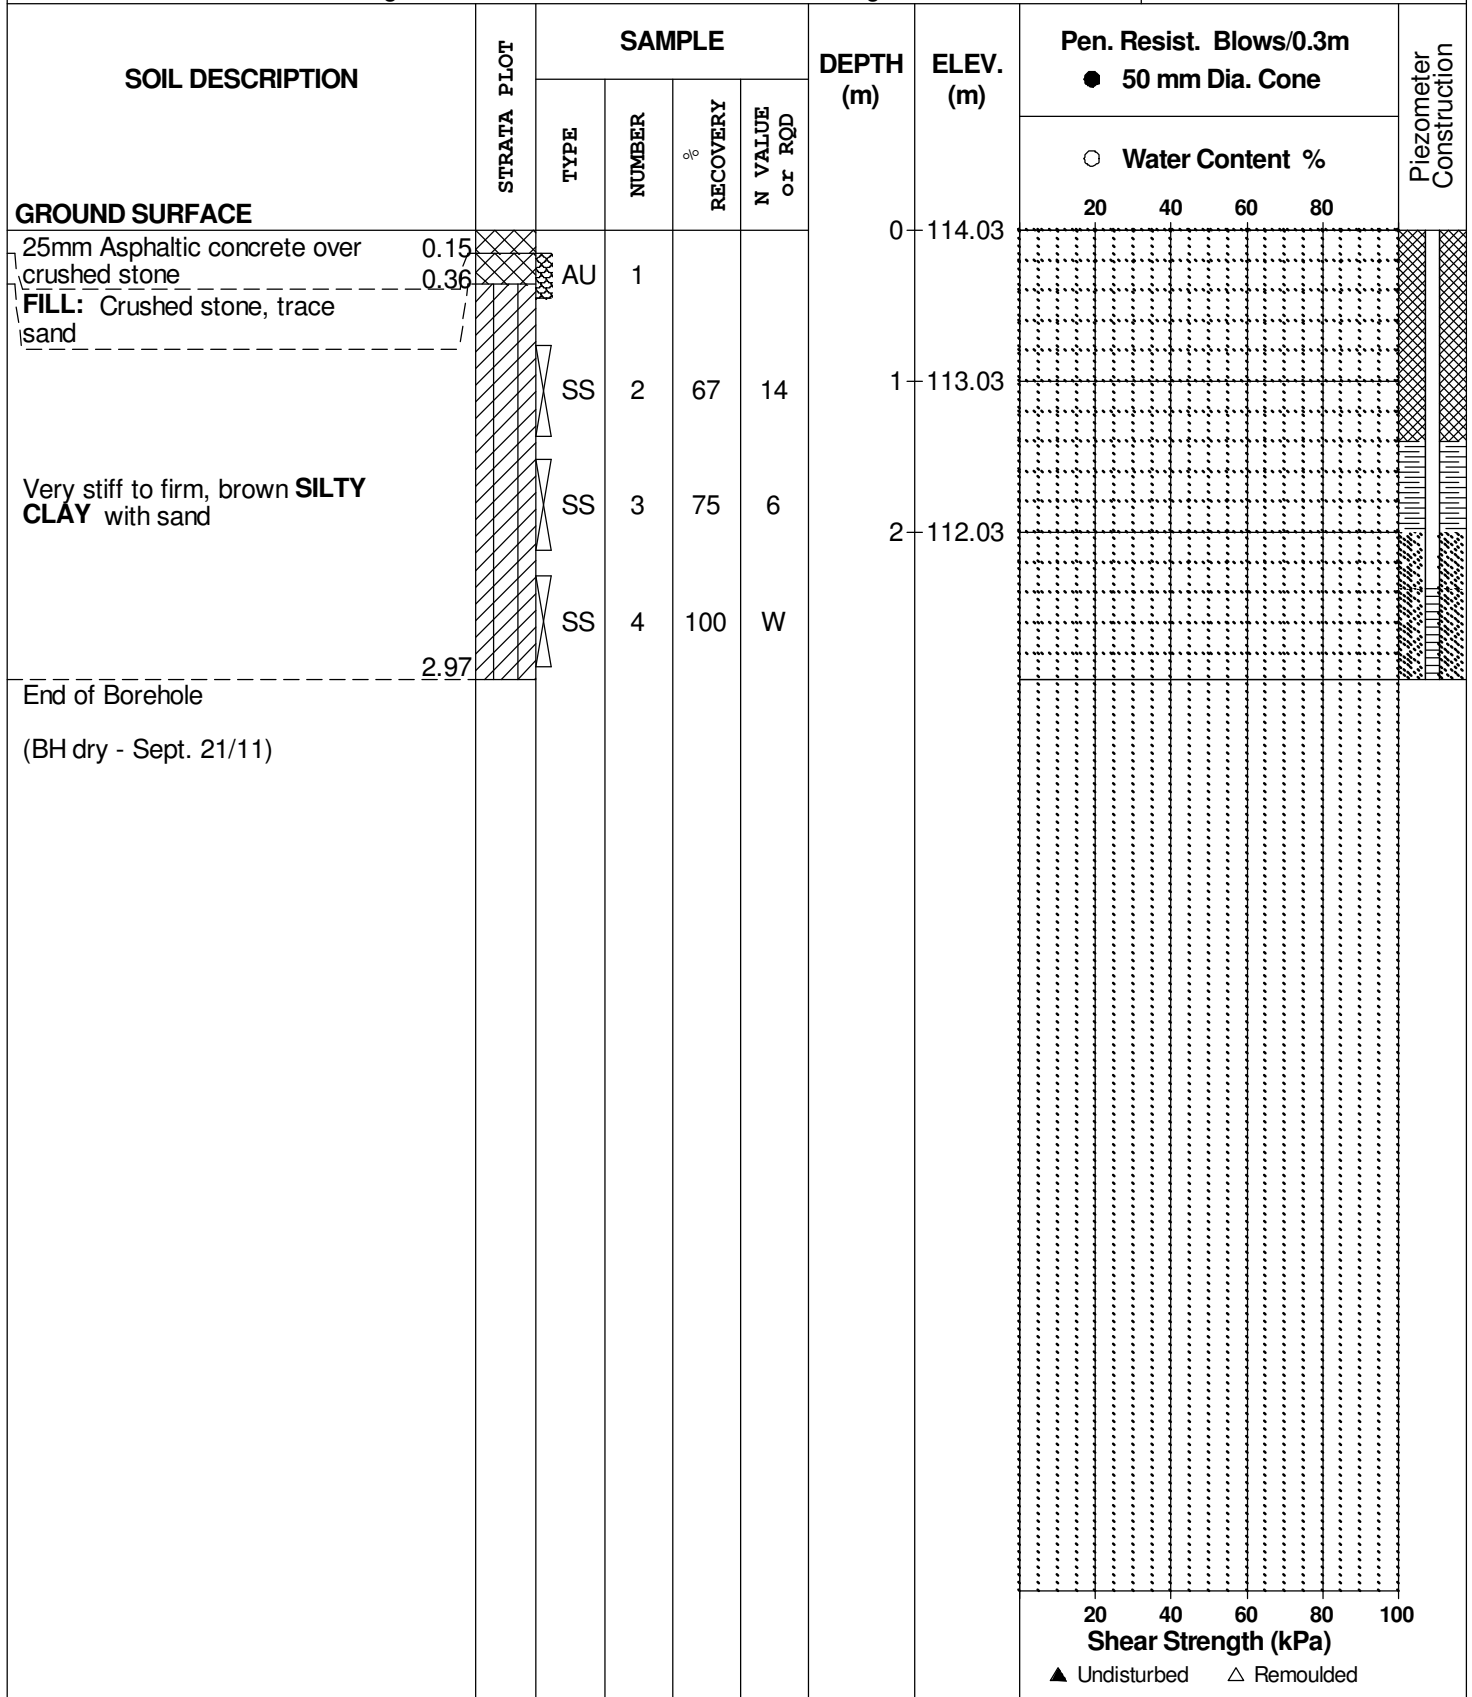 SOIL DESCRIPTION
GROUND SURFACE
STRATA PLOT
SAMPLE
TYPE
NUMBER
% RECOVERY
N VALUE or RQD
DEPTH (m)
ELEV. (m)
Pen. Resist. Blows/0.3m
● 50 mm Dia. Cone
○ Water Content %
20 40 60 80
Piezometer Construction
25mm Asphaltic concrete over 0.15
crushed stone 0.36
FILL: Crushed stone, trace
sand
AU 1
0 114.03
SS 2 67 14
1 113.03
Very stiff to firm, brown SILTY
CLAY with sand
SS 3 75 6
2 112.03
SS 4 100 W
2.97
End of Borehole
(BH dry - Sept. 21/11)
20 40 60 80 100
Shear Strength (kPa)
▲ Undisturbed △ Remoulded